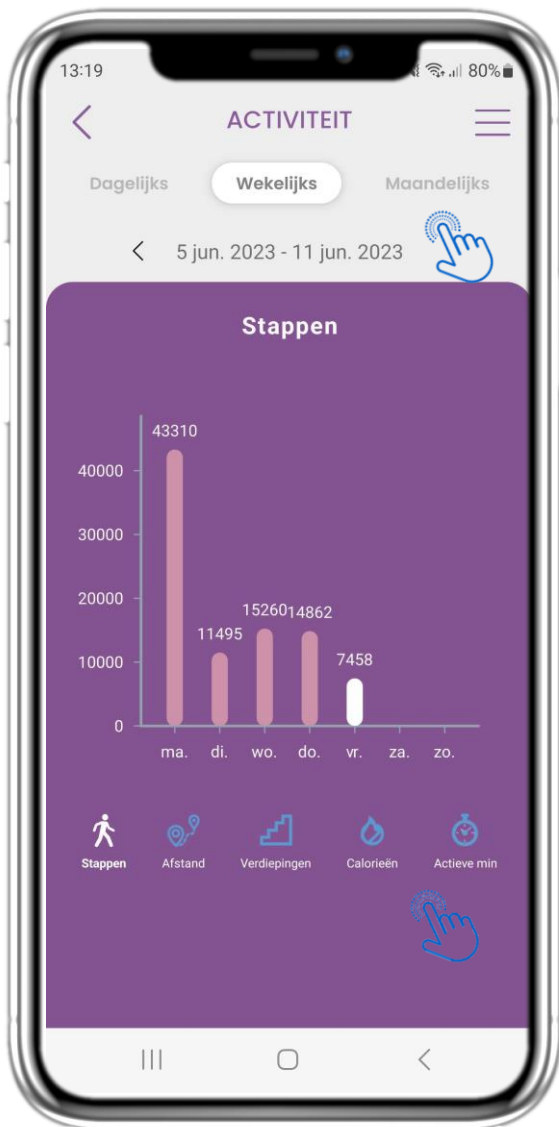 13:19 80%
ACTIVITEIT
Dagelijks Wekelijks Maandelijks
5 jun. 2023 - 11 jun. 2023
Stappen
43310
40000
30000
20000
15260 14862
11495
10000
7458
0
ma. di. wo. do. vr. za. zo.
Stappen Afstand Verdiepingen Calorieën Actieve min